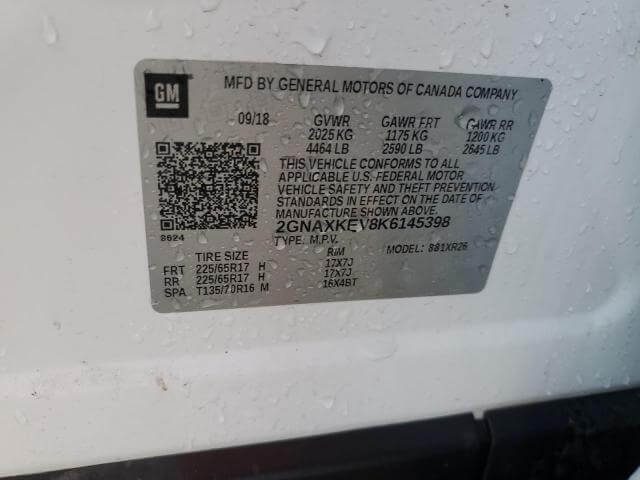 GM
MFD BY GENERAL MOTORS OF CANADA COMPANY
09/18 GVWR GAWR FRT GAWR RR
2025 KG 1175 KG 1200 KG
4464 LB 2590 LB 2645 LB
THIS VEHICLE CONFORMS TO ALL
APPLICABLE U.S. FEDERAL MOTOR
VEHICLE SAFETY AND THEFT PREVENTION
STANDARDS IN EFFECT ON THE DATE OF
MANUFACTURE SHOWN ABOVE.
8624 2GNAXKEV8K6145398
TYPE: M.P.V. MODEL: 881XR26
TIRE SIZE RIM
FRT 225/65R17 H 17X7J
RR 225/65R17 H 17X7J
SPA T135/70R16 M 16X4BT